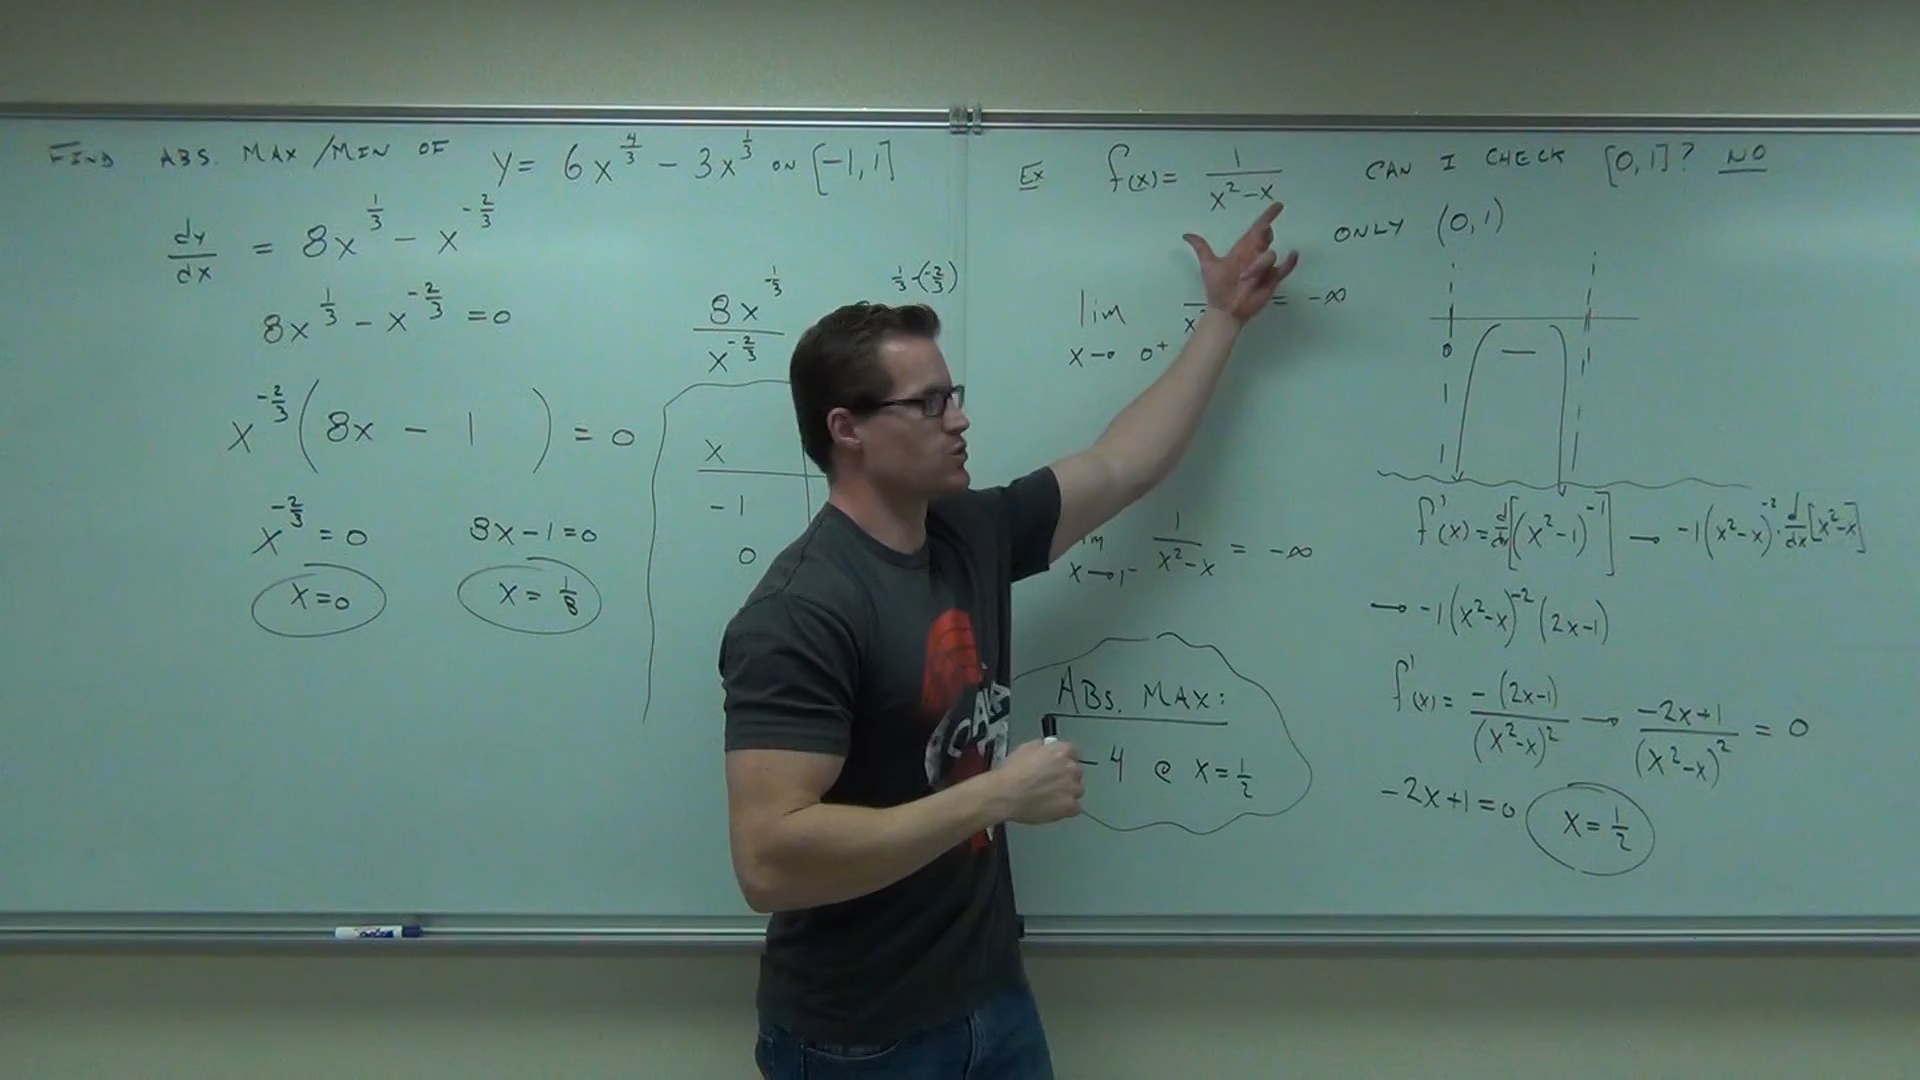 FIND ABS. MAX/MIN OF y = 6x^{4/3} - 3x^{1/3} ON [-1,1]
dy/dx = 8x^{1/3} - x^{-2/3}
8x^{1/3} - x^{-2/3} = 0
x^{-2/3}(8x - 1) = 0
x^{-2/3} = 0
8x-1=0
x=0
x=1/8
8x^{1/3}
x^{-2/3}
1/3-(-2/3)
x
-1
0
Ex f(x) = 1/(x²-x)
CAN I CHECK [0,1]? NO
ONLY (0,1)
lim x→0⁺ = -∞
x→1⁻ 1/(x²-x) = -∞
ABS. MAX:
-4 @ x=1/2
0
1
f'(x) = d/dx[(x²-1)^{-1}] → -1(x²-x)^{-2}·d/dx[x²-x]
→ -1(x²-x)^{-2}(2x-1)
f'(x) = -(2x-1)/(x²-x)² → (-2x+1)/(x²-x)² = 0
-2x+1=0
x=1/2